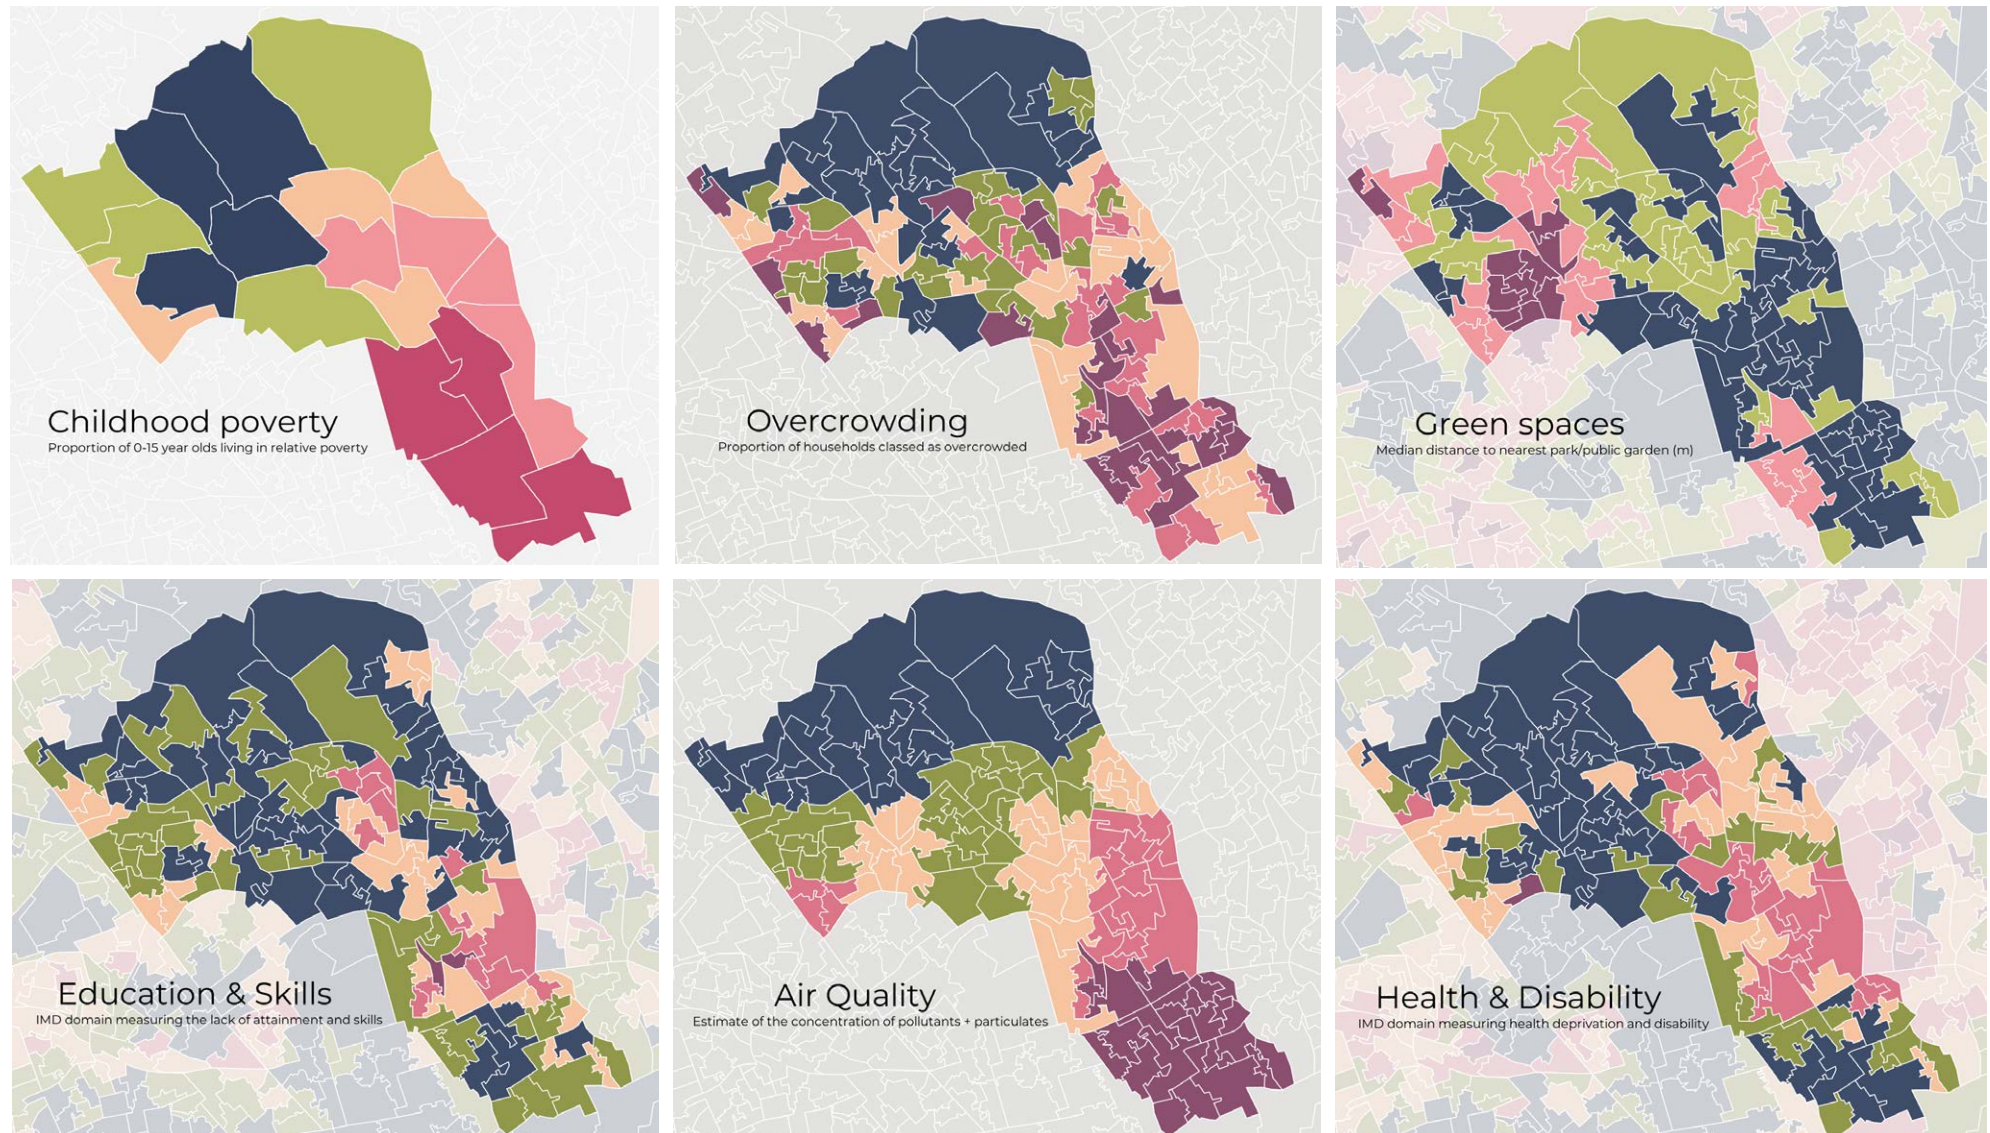 Childhood poverty
Proportion of 0-15 year olds living in relative poverty
Overcrowding
Proportion of households classed as overcrowded
Green spaces
Median distance to nearest park/public garden (m)
Education & Skills
IMD domain measuring the lack of attainment and skills
Air Quality
Estimate of the concentration of pollutants + particulates
Health & Disability
IMD domain measuring health deprivation and disability